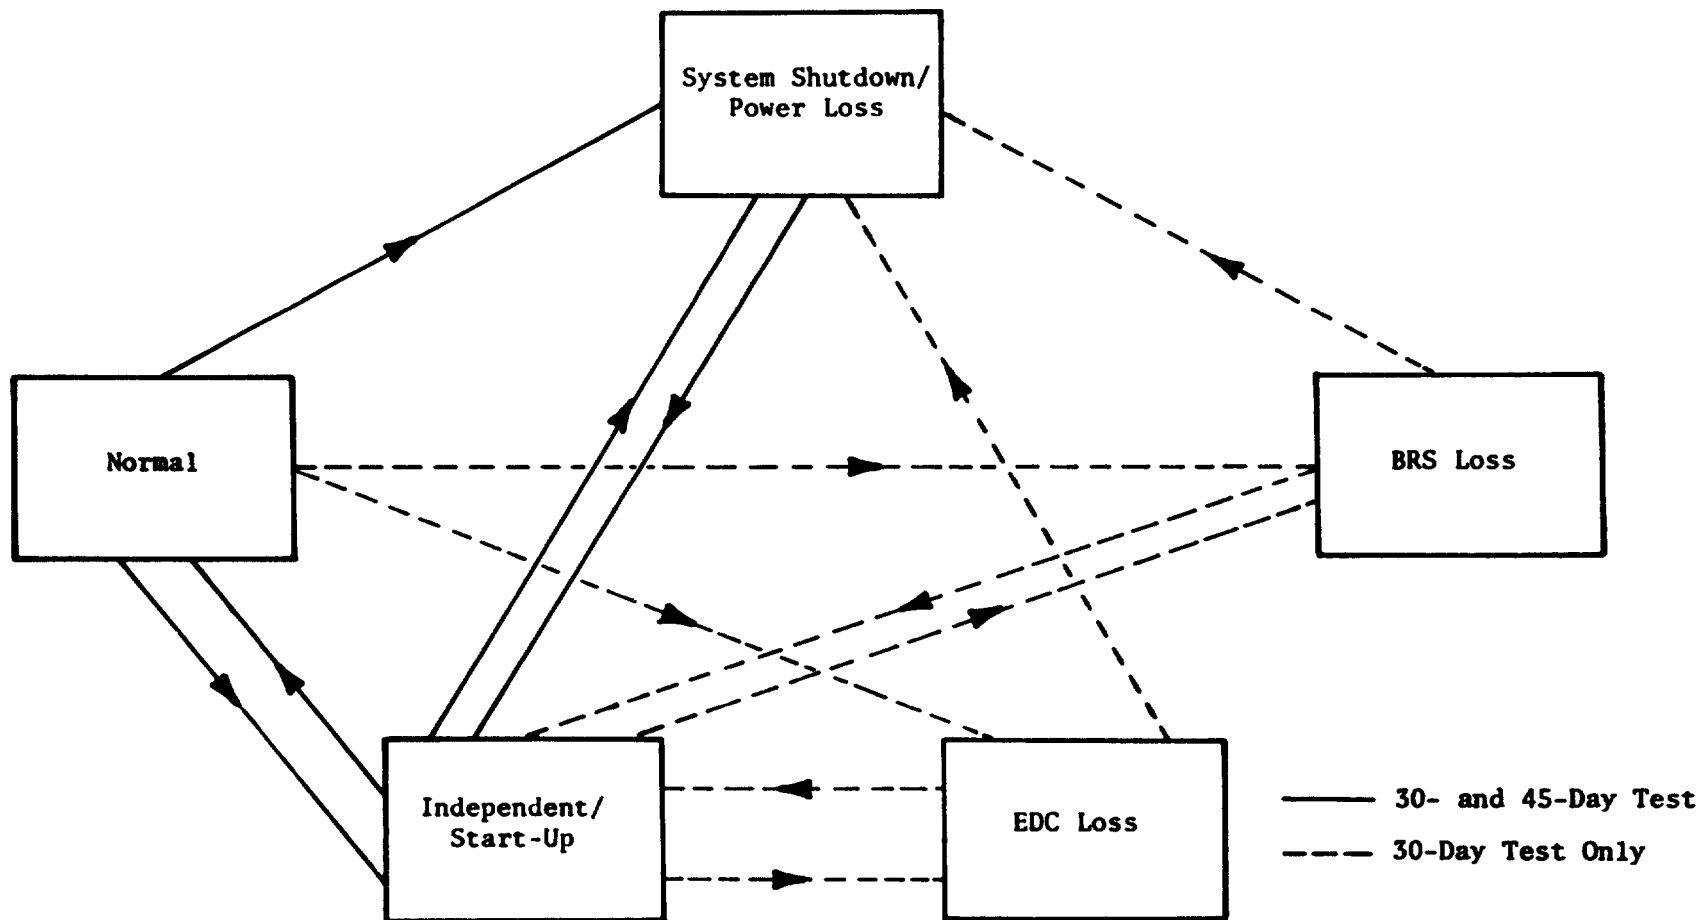 System Shutdown/
Power Loss
Normal
BRS Loss
Independent/
Start-Up
EDC Loss
30- and 45-Day Test
30-Day Test Only